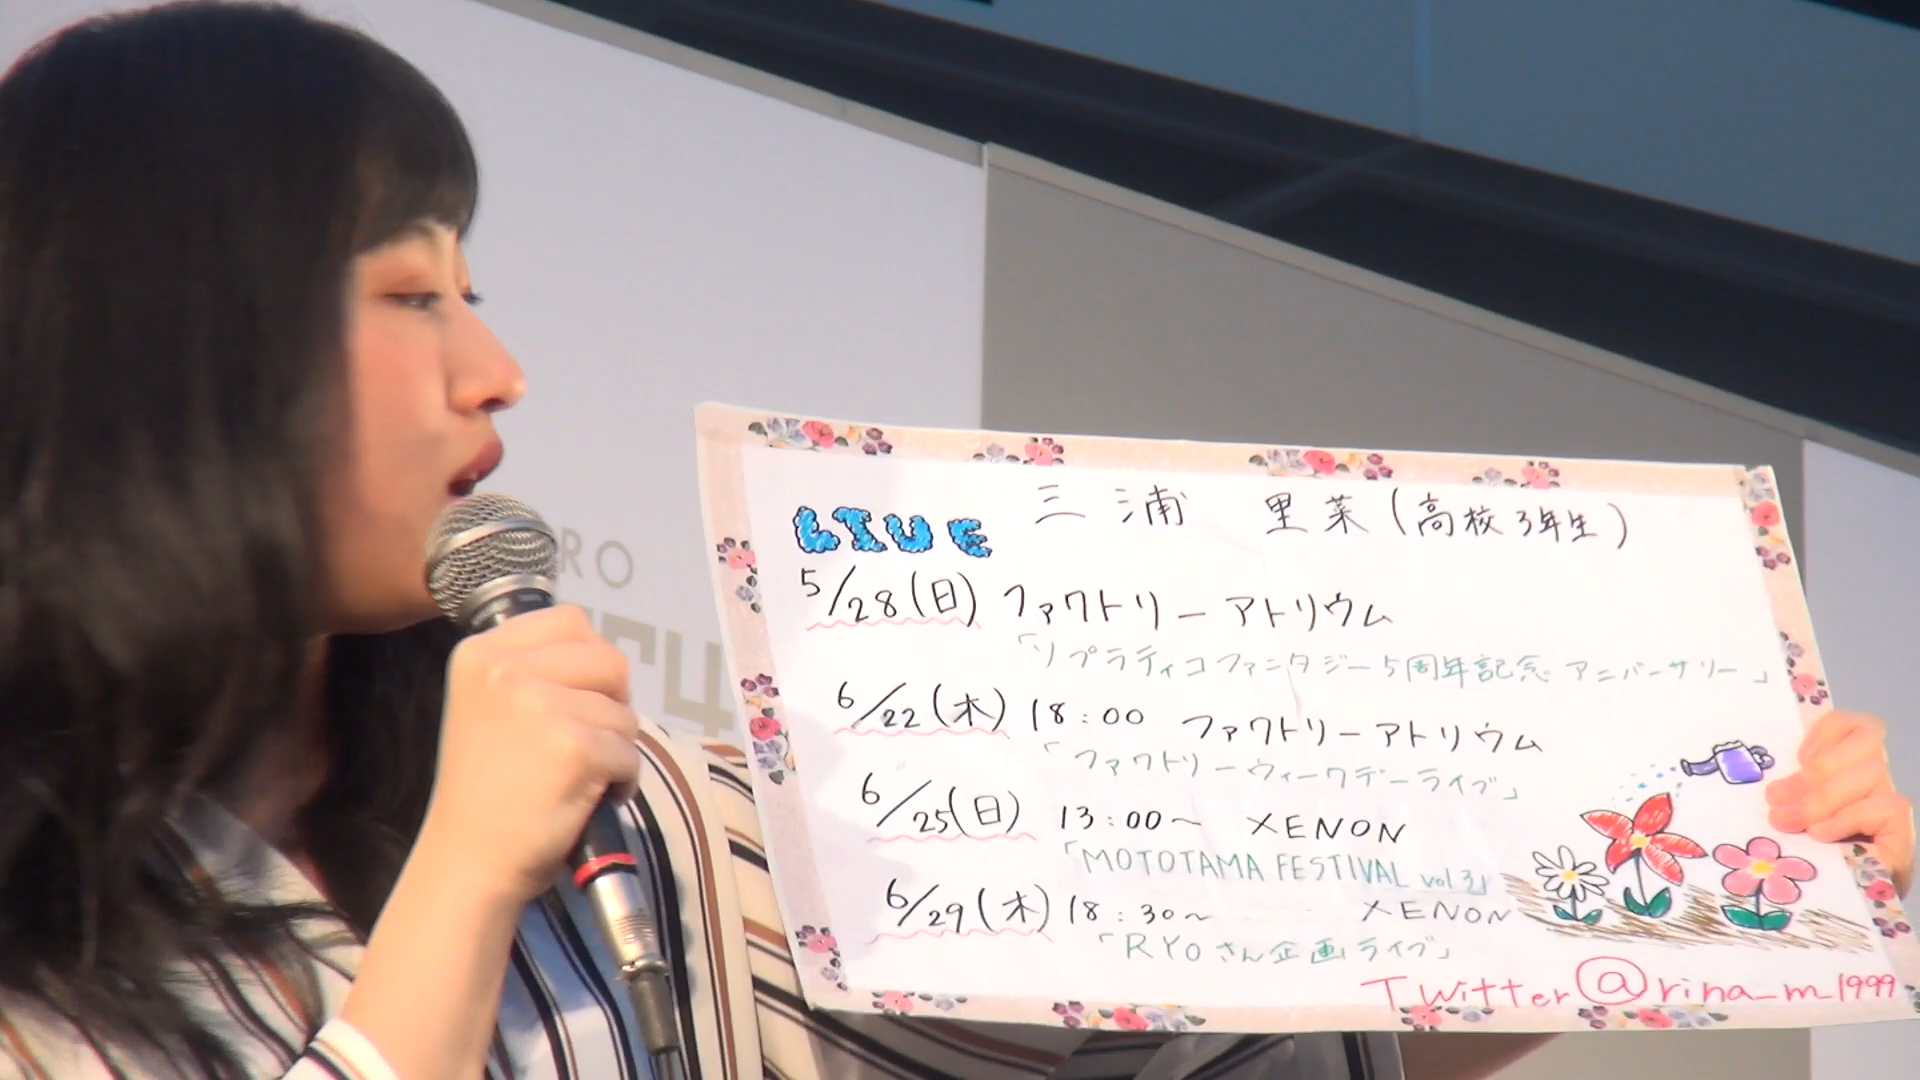 RO
LIVE 三浦 里菜(高校3年生)
5/28(日) ファクトリーアトリウム
「ソプラティコファンタジー5周年記念アニバーサリー」
6/22(木) 18:00 ファクトリーアトリウム
「ファクトリーウィークデーライブ」
6/25(日) 13:00~ XENON
「MOTOTAMA FESTIVAL vol 3」
6/29(木) 18:30~ XENON
「RYOさん企画ライブ」
Twitter@rina_m_1999